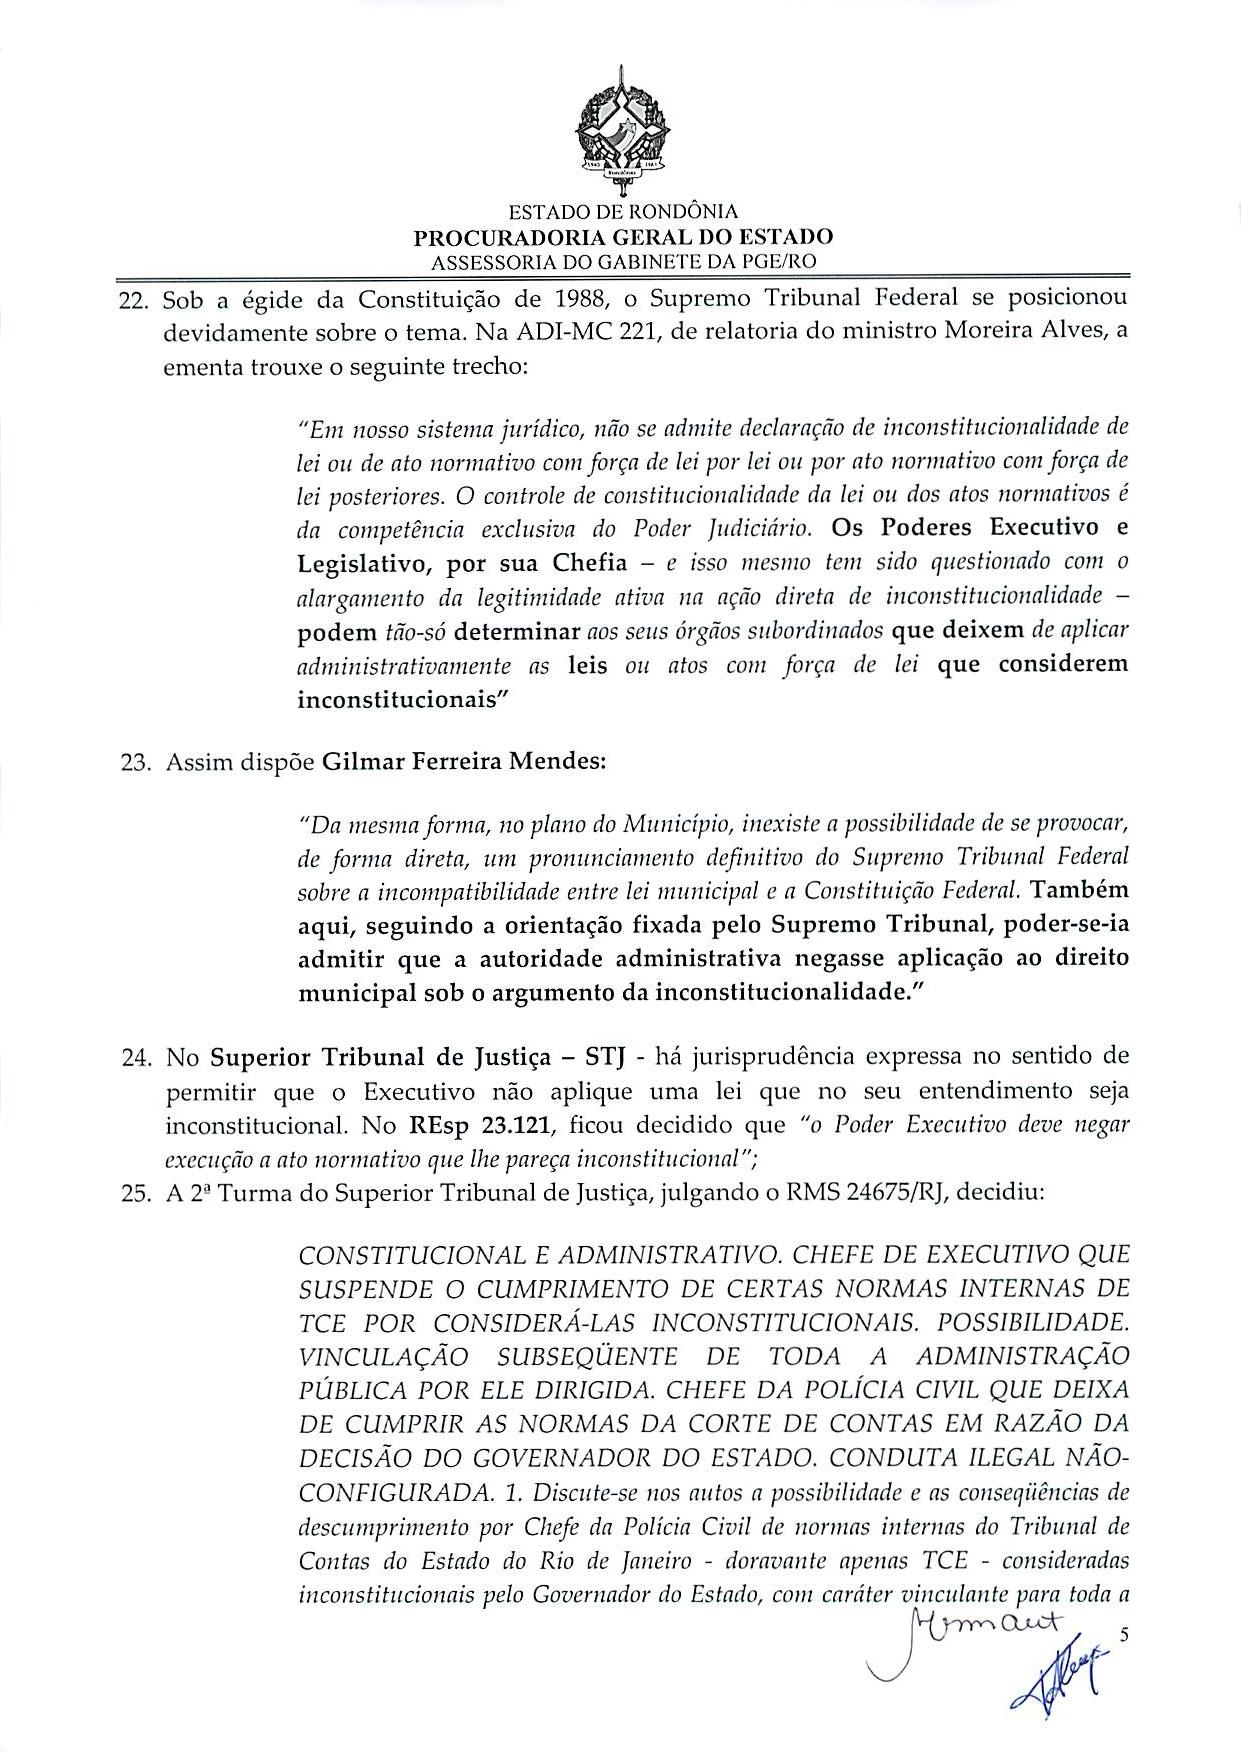 ESTADO DE RONDÔNIA
PROCURADORIA GERAL DO ESTADO
ASSESSORIA DO GABINETE DA PGE/RO
22. Sob a égide da Constituição de 1988, o Supremo Tribunal Federal se posicionou
devidamente sobre o tema. Na ADI-MC 221, de relatoria do ministro Moreira Alves, a
ementa trouxe o seguinte trecho:
“Em nosso sistema jurídico, não se admite declaração de inconstitucionalidade de
lei ou de ato normativo com força de lei por lei ou por ato normativo com força de
lei posteriores. O controle de constitucionalidade da lei ou dos atos normativos é
da competência exclusiva do Poder Judiciário. Os Poderes Executivo e
Legislativo, por sua Chefia – e isso mesmo tem sido questionado com o
alargamento da legitimidade ativa na ação direta de inconstitucionalidade –
podem tão-só determinar aos seus órgãos subordinados que deixem de aplicar
administrativamente as leis ou atos com força de lei que considerem
inconstitucionais”
23. Assim dispõe Gilmar Ferreira Mendes:
“Da mesma forma, no plano do Município, inexiste a possibilidade de se provocar,
de forma direta, um pronunciamento definitivo do Supremo Tribunal Federal
sobre a incompatibilidade entre lei municipal e a Constituição Federal. Também
aqui, seguindo a orientação fixada pelo Supremo Tribunal, poder-se-ia
admitir que a autoridade administrativa negasse aplicação ao direito
municipal sob o argumento da inconstitucionalidade.”
24. No Superior Tribunal de Justiça – STJ - há jurisprudência expressa no sentido de
permitir que o Executivo não aplique uma lei que no seu entendimento seja
inconstitucional. No REsp 23.121, ficou decidido que “o Poder Executivo deve negar
execução a ato normativo que lhe pareça inconstitucional”;
25. A 2ª Turma do Superior Tribunal de Justiça, julgando o RMS 24675/RJ, decidiu:
CONSTITUCIONAL E ADMINISTRATIVO. CHEFE DE EXECUTIVO QUE
SUSPENDE O CUMPRIMENTO DE CERTAS NORMAS INTERNAS DE
TCE POR CONSIDERÁ-LAS INCONSTITUCIONAIS. POSSIBILIDADE.
VINCULAÇÃO SUBSEQÜENTE DE TODA A ADMINISTRAÇÃO
PÚBLICA POR ELE DIRIGIDA. CHEFE DA POLÍCIA CIVIL QUE DEIXA
DE CUMPRIR AS NORMAS DA CORTE DE CONTAS EM RAZÃO DA
DECISÃO DO GOVERNADOR DO ESTADO. CONDUTA ILEGAL NÃO-
CONFIGURADA. 1. Discute-se nos autos a possibilidade e as conseqüências de
descumprimento por Chefe da Polícia Civil de normas internas do Tribunal de
Contas do Estado do Rio de Janeiro - doravante apenas TCE - consideradas
inconstitucionais pelo Governador do Estado, com caráter vinculante para toda a
5